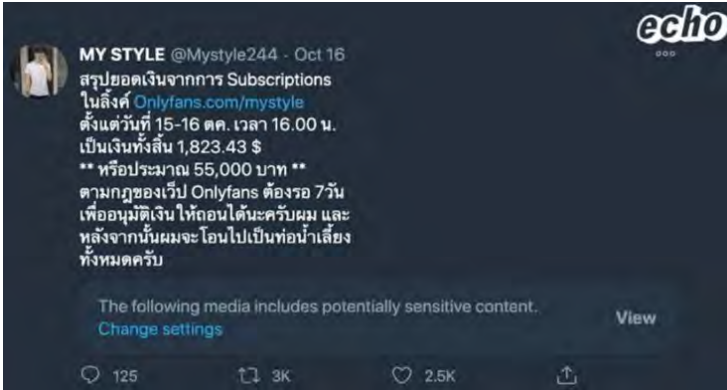 echo
MY STYLE @Mystyle244 · Oct 16
สรุปยอดเงินจากการ Subscriptions
ในลิ้งค์ Onlyfans.com/mystyle
ตั้งแต่วันที่ 15-16 ตค. เวลา 16.00 น.
เป็นเงินทั้งสิ้น 1,823.43 $
** หรือประมาณ 55,000 บาท **
ตามกฎของเว็ป Onlyfans ต้องรอ 7วัน
เพื่ออนุมัติเงินให้ถอนได้นะครับผม และ
หลังจากนั้นผมจะโอนไปเป็นท่อน้ำเลี้ยง
ทั้งหมดครับ
The following media includes potentially sensitive content.
Change settings
View
125 3K 2.5K